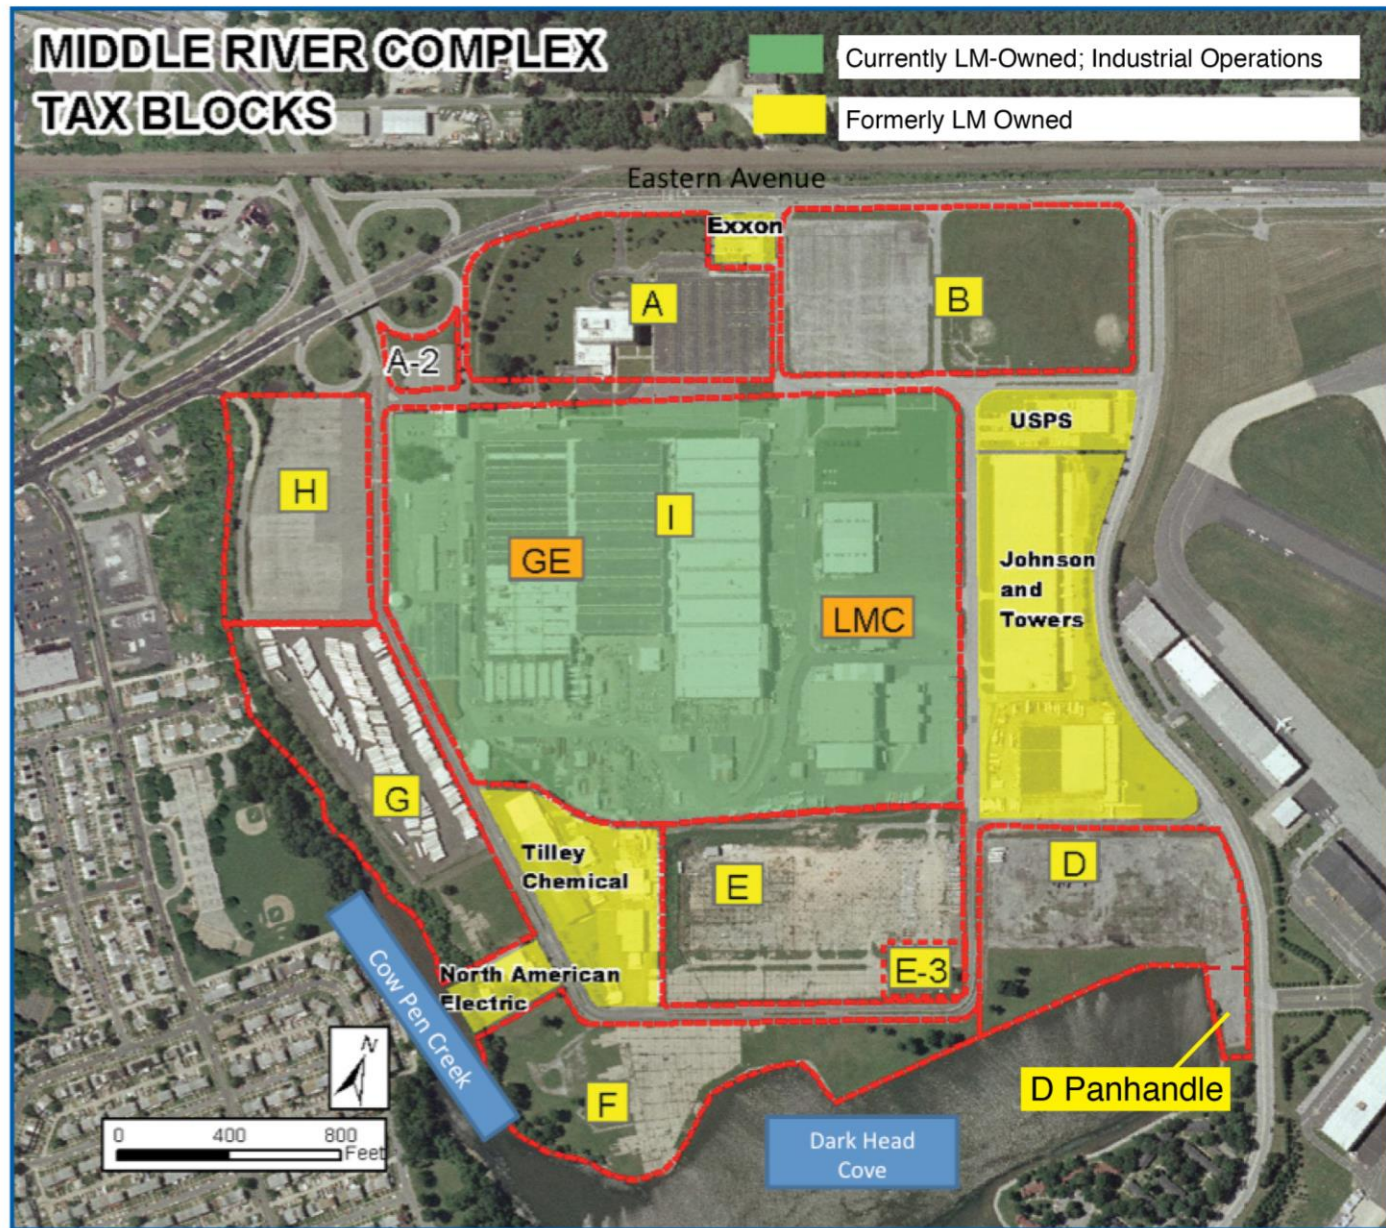 MIDDLE RIVER COMPLEX
TAX BLOCKS
Currently LM-Owned; Industrial Operations
Formerly LM Owned
Eastern Avenue
Exxon
A
B
A-2
USPS
H
I
GE
LMC
Johnson
and
Towers
G
Tilley
Chemical
E
D
E-3
North American
Electric
Cow Pen Creek
N
F
D Panhandle
0 400 800
Feet
Dark Head
Cove